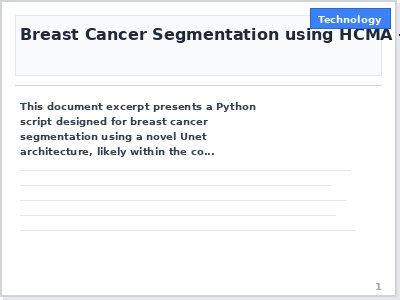 Technology
Breast Cancer Segmentation using HCMA -
This document excerpt presents a Python
script designed for breast cancer
segmentation using a novel Unet
architecture, likely within the co...
1